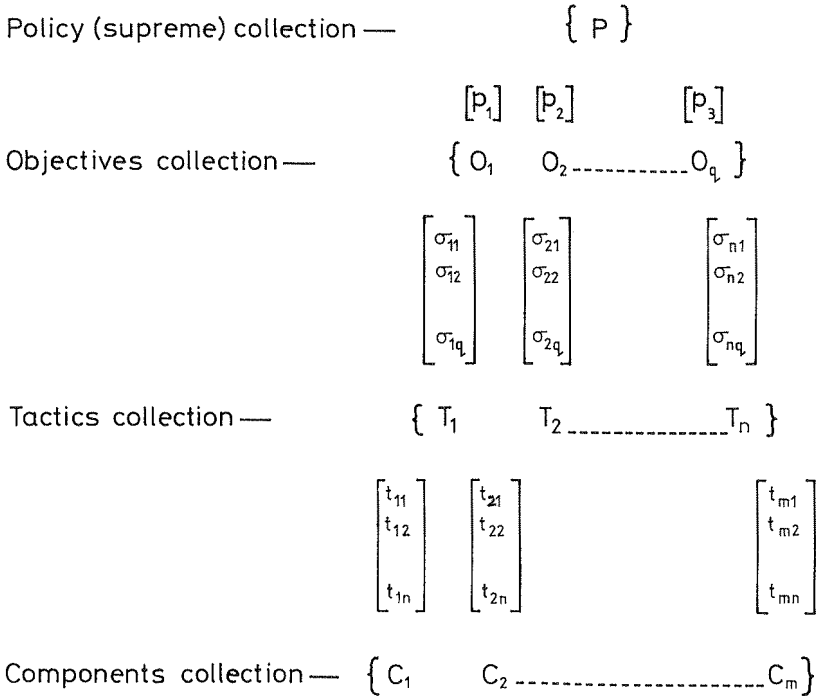 Policy (supreme) collection — { P }
[p₁] [p₂] [p₃]
Objectives collection — { O₁ O₂ ----------- O_q }
σ₁₁ σ₂₁ σₙ₁
σ₁₂ σ₂₂ σₙ₂
σ₁q σ₂q σₙq
Tactics collection — { T₁ T₂ --------------- Tₙ }
t₁₁ t₂₁ tₘ₁
t₁₂ t₂₂ tₘ₂
t₁ₙ t₂ₙ tₘₙ
Components collection — { C₁ C₂ ----------------------- Cₘ }